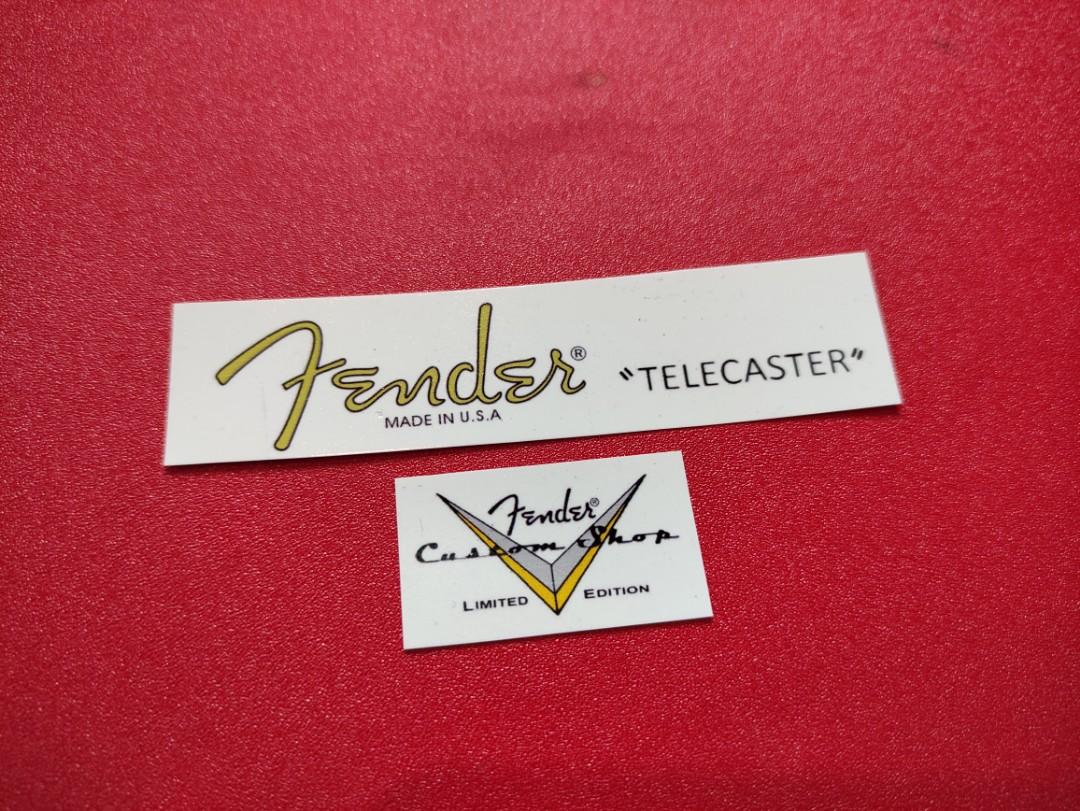 Fender®
MADE IN U.S.A
"TELECASTER"
Fender®
Custom Shop
LIMITED EDITION